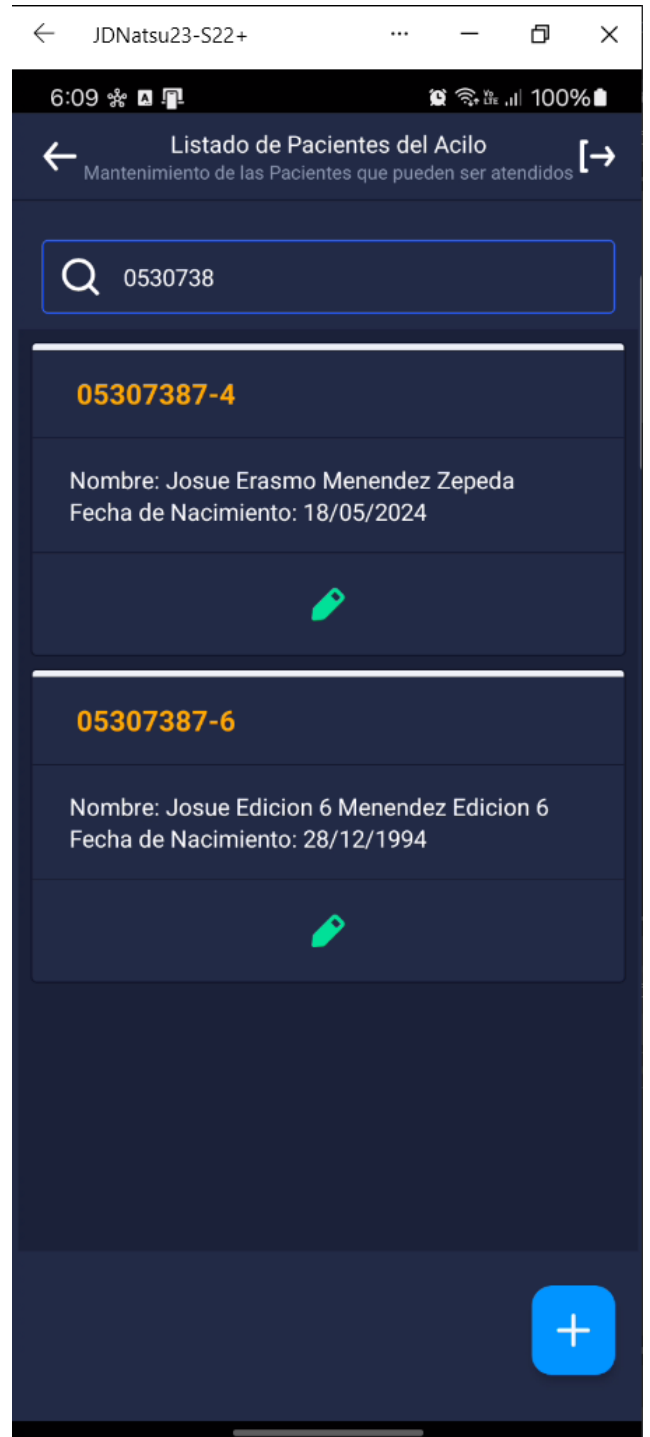 JDNatsu23-S22+
6:09
100%
Listado de Pacientes del Acilo
Mantenimiento de las Pacientes que pueden ser atendidos
0530738
05307387-4
Nombre: Josue Erasmo Menendez Zepeda
Fecha de Nacimiento: 18/05/2024
05307387-6
Nombre: Josue Edicion 6 Menendez Edicion 6
Fecha de Nacimiento: 28/12/1994